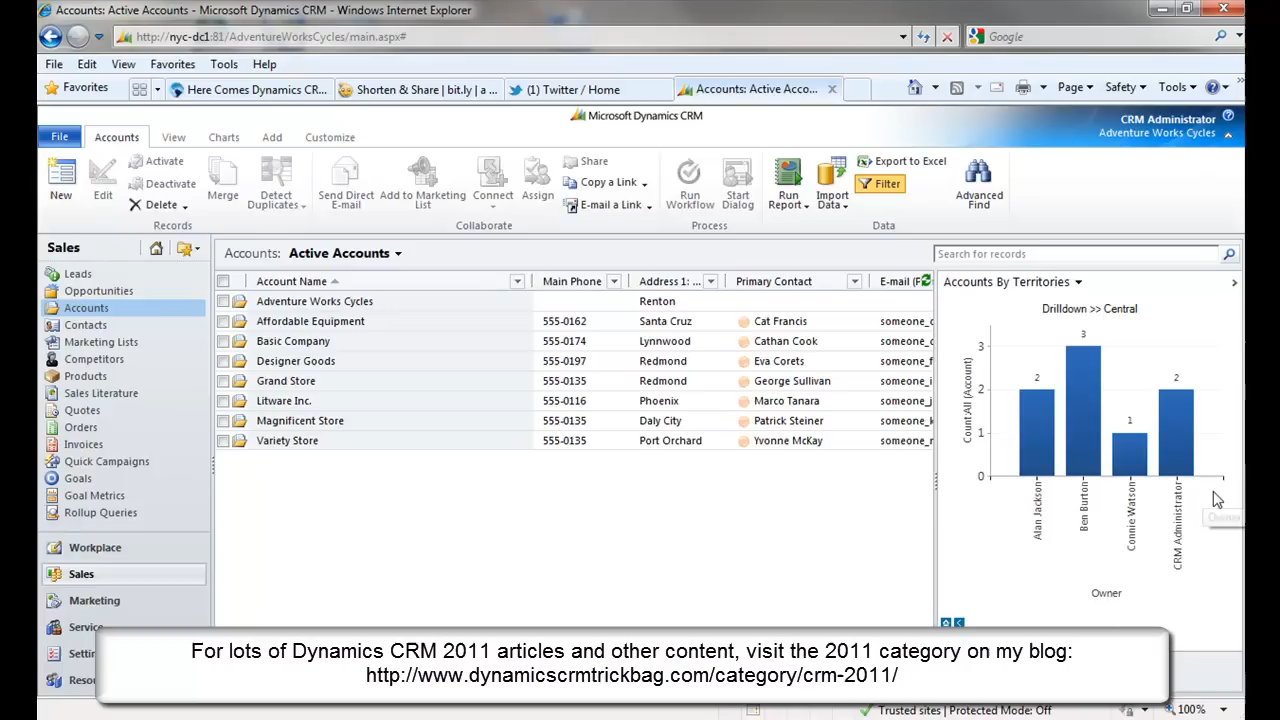 Accounts: Active Accounts - Microsoft Dynamics CRM - Windows Internet Explorer
http://nyc-dc1:81/AdventureWorksCycles/main.aspx#
Google
File Edit View Favorites Tools Help
Favorites
Here Comes Dynamics CR...
Shorten & Share | bit.ly | a ...
(1) Twitter / Home
Accounts: Active Acco...
Page Safety Tools
Microsoft Dynamics CRM
CRM Administrator
Adventure Works Cycles
File Accounts View Charts Add Customize
New
Edit
Activate
Deactivate
Delete
Merge
Detect Duplicates
Records
Send Direct E-mail
Add to Marketing List
Connect
Assign
Share
Copy a Link
E-mail a Link
Collaborate
Run Workflow
Start Dialog
Process
Run Report
Import Data
Export to Excel
Filter
Advanced Find
Data
Sales
Leads
Opportunities
Accounts
Contacts
Marketing Lists
Competitors
Products
Sales Literature
Quotes
Orders
Invoices
Quick Campaigns
Goals
Goal Metrics
Rollup Queries
Workplace
Sales
Marketing
Accounts: Active Accounts
Search for records
Account Name Main Phone Address 1: ... Primary Contact E-mail (
Adventure Works Cycles Renton
Affordable Equipment 555-0162 Santa Cruz Cat Francis someone_
Basic Company 555-0174 Lynnwood Cathan Cook someone_
Designer Goods 555-0197 Redmond Eva Corets someone_
Grand Store 555-0135 Redmond George Sullivan someone_
Litware Inc. 555-0116 Phoenix Marco Tanara someone_
Magnificent Store 555-0135 Daly City Patrick Steiner someone_
Variety Store 555-0135 Port Orchard Yvonne McKay someone_
Accounts By Territories
Drilldown >> Central
Count:All (Account)
3
2
1
0
2
3
1
2
Alan Jackson
Ben Burton
Connie Watson
CRM Administrator
Owner
Owner
For lots of Dynamics CRM 2011 articles and other content, visit the 2011 category on my blog:
http://www.dynamicscrmtrickbag.com/category/crm-2011/
Trusted sites | Protected Mode: Off
100%